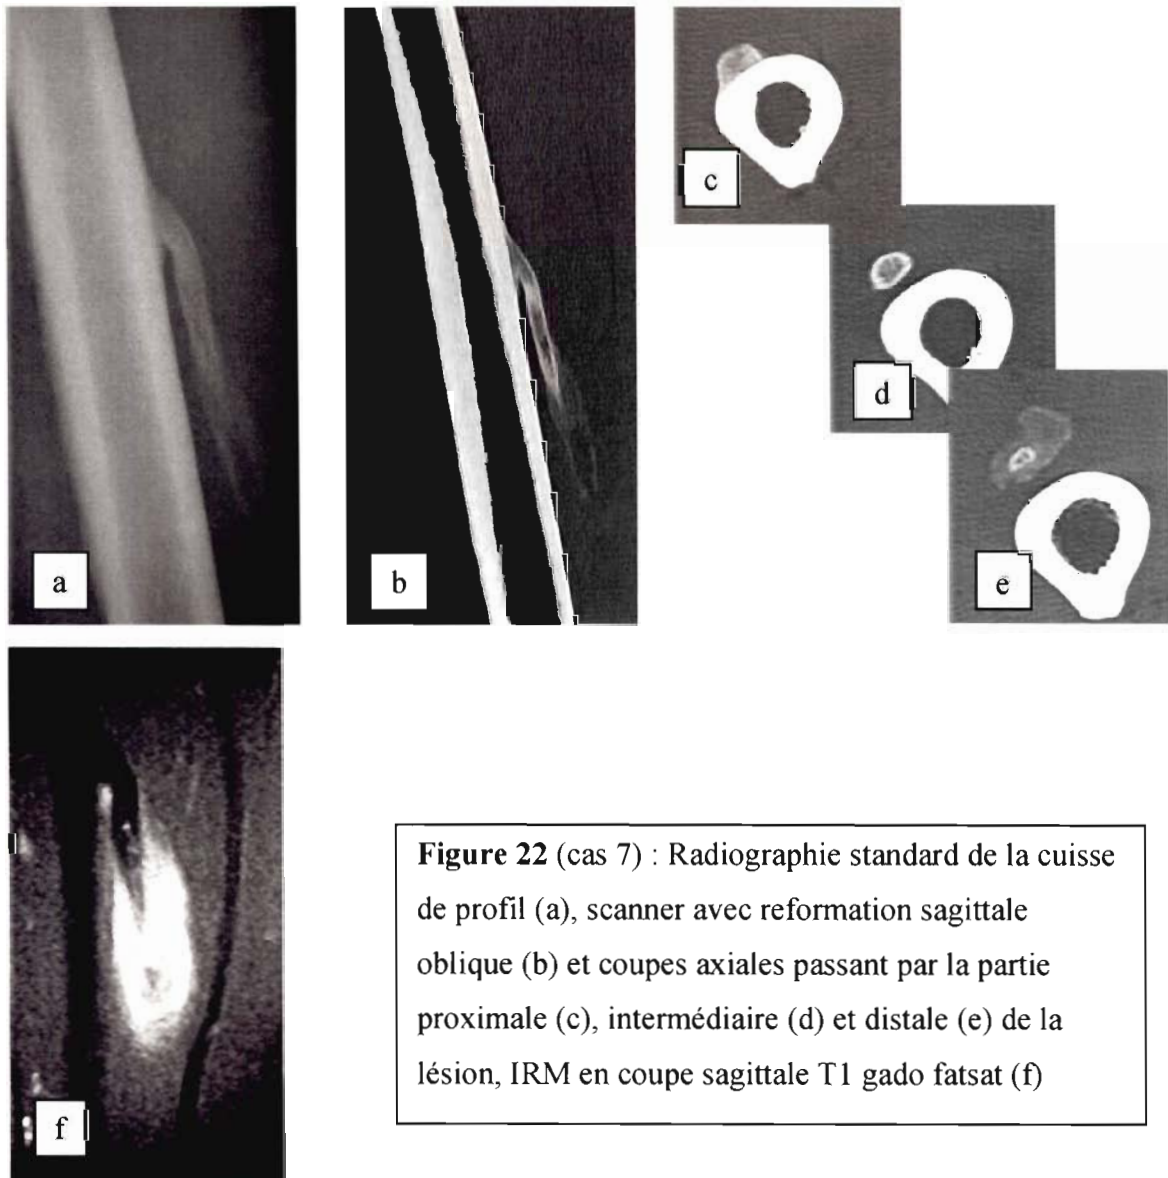 a
b
c
d
e
f
Figure 22 (cas 7) : Radiographie standard de la cuisse
de profil (a), scanner avec reformation sagittale
oblique (b) et coupes axiales passant par la partie
proximale (c), intermédiaire (d) et distale (e) de la
lésion, IRM en coupe sagittale T1 gado fatsat (f)